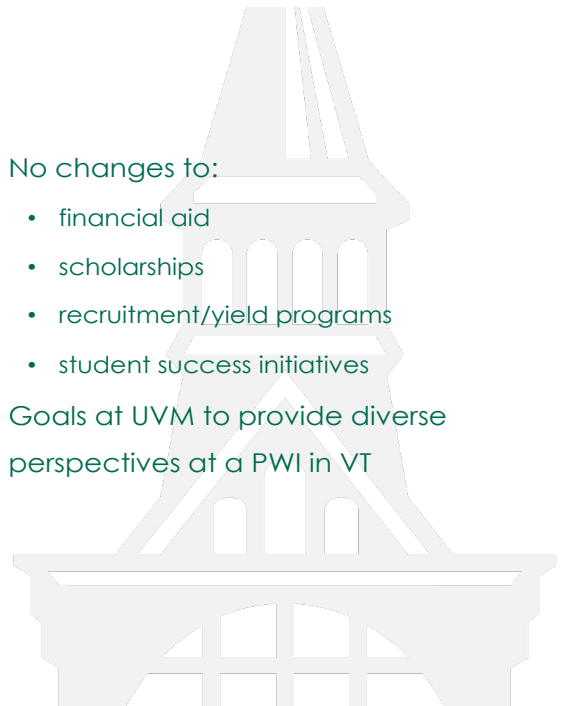 No changes to:
• financial aid
• scholarships
• recruitment/yield programs
• student success initiatives
Goals at UVM to provide diverse
perspectives at a PWI in VT